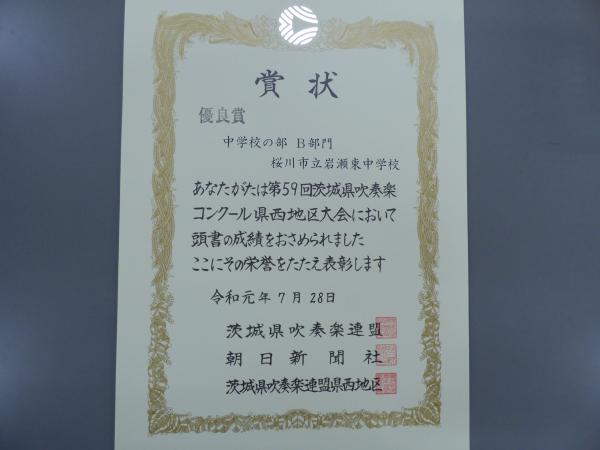 賞状
優良賞
中学校の部 B部門
桜川市立岩瀬東中学校
あなたがたは第59回茨城県吹奏楽
コンクール県西地区大会において
頭書の成績をおさめられました
ここにその栄誉をたたえ表彰します
令和元年7月28日
茨城県吹奏楽連盟
朝日新聞社
茨城県吹奏楽連盟県西地区